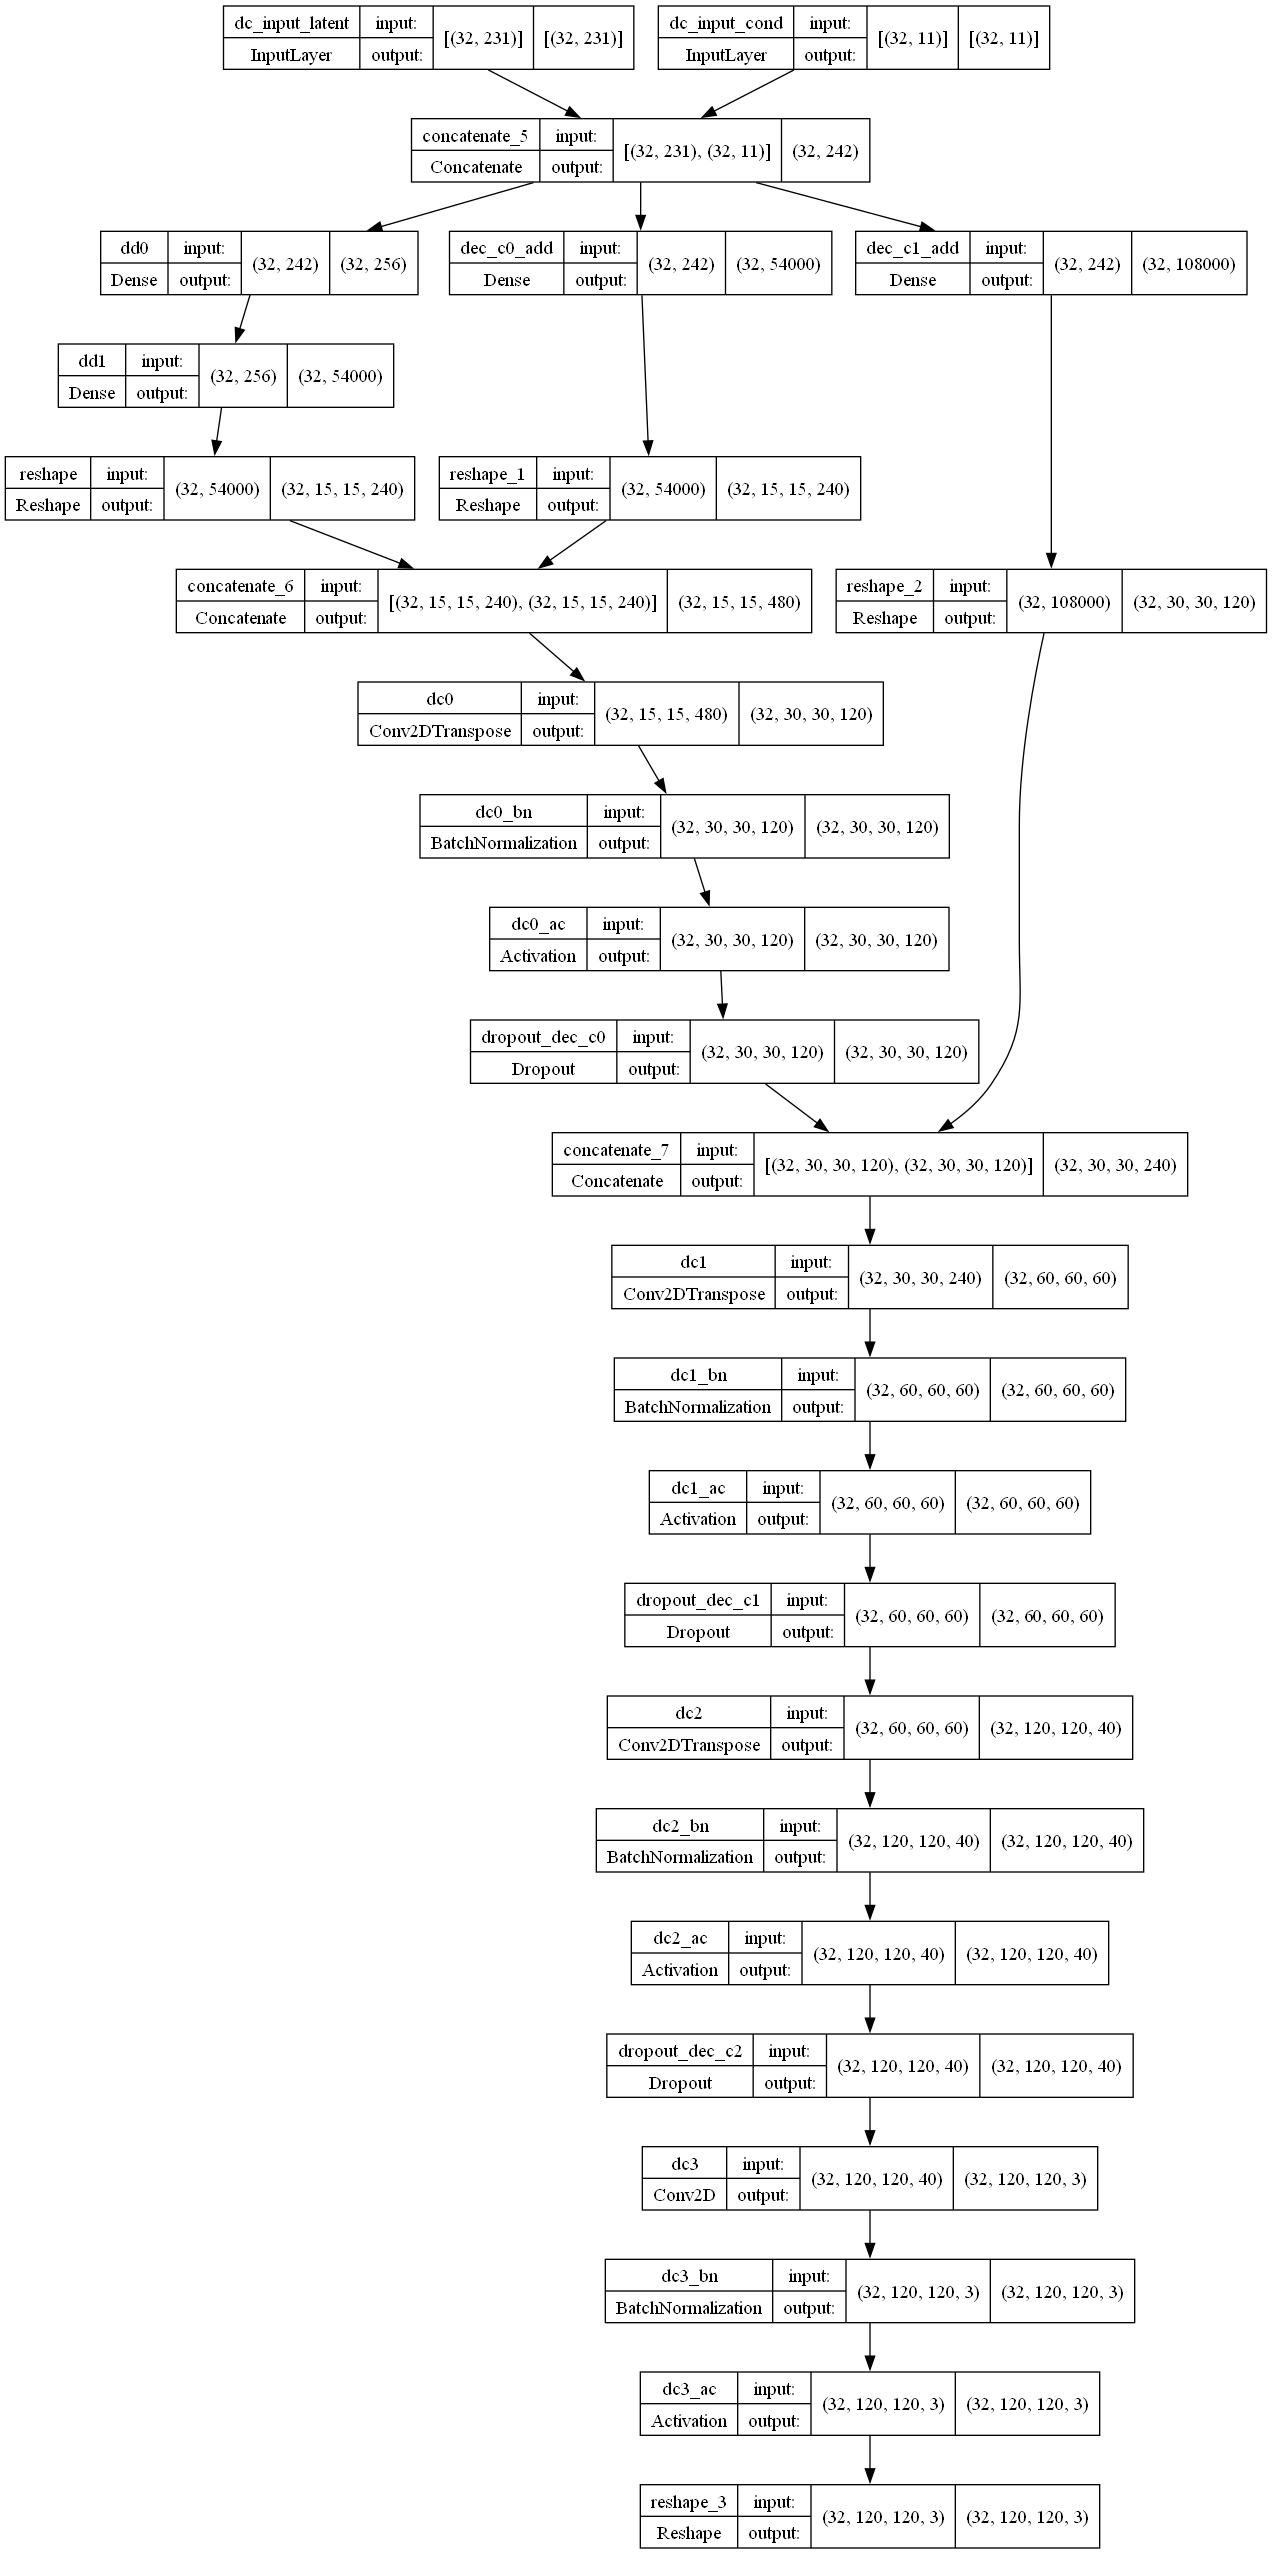 dc_input_latent input: [(32, 231)] [(32, 231)]
InputLayer output:
dc_input_cond input: [(32, 11)] [(32, 11)]
InputLayer output:
concatenate_5 input: [(32, 231), (32, 11)] (32, 242)
Concatenate output:
dd0 input: (32, 242) (32, 256)
Dense output:
dec_c0_add input: (32, 242) (32, 54000)
Dense output:
dec_c1_add input: (32, 242) (32, 108000)
Dense output:
dd1 input: (32, 256) (32, 54000)
Dense output:
reshape input: (32, 54000) (32, 15, 15, 240)
Reshape output:
reshape_1 input: (32, 54000) (32, 15, 15, 240)
Reshape output:
concatenate_6 input: [(32, 15, 15, 240), (32, 15, 15, 240)] (32, 15, 15, 480)
Concatenate output:
reshape_2 input: (32, 108000) (32, 30, 30, 120)
Reshape output:
dc0 input: (32, 15, 15, 480) (32, 30, 30, 120)
Conv2DTranspose output:
dc0_bn input: (32, 30, 30, 120) (32, 30, 30, 120)
BatchNormalization output:
dc0_ac input: (32, 30, 30, 120) (32, 30, 30, 120)
Activation output:
dropout_dec_c0 input: (32, 30, 30, 120) (32, 30, 30, 120)
Dropout output:
concatenate_7 input: [(32, 30, 30, 120), (32, 30, 30, 120)] (32, 30, 30, 240)
Concatenate output:
dc1 input: (32, 30, 30, 240) (32, 60, 60, 60)
Conv2DTranspose output:
dc1_bn input: (32, 60, 60, 60) (32, 60, 60, 60)
BatchNormalization output:
dc1_ac input: (32, 60, 60, 60) (32, 60, 60, 60)
Activation output:
dropout_dec_c1 input: (32, 60, 60, 60) (32, 60, 60, 60)
Dropout output:
dc2 input: (32, 60, 60, 60) (32, 120, 120, 40)
Conv2DTranspose output:
dc2_bn input: (32, 120, 120, 40) (32, 120, 120, 40)
BatchNormalization output:
dc2_ac input: (32, 120, 120, 40) (32, 120, 120, 40)
Activation output:
dropout_dec_c2 input: (32, 120, 120, 40) (32, 120, 120, 40)
Dropout output:
dc3 input: (32, 120, 120, 40) (32, 120, 120, 3)
Conv2D output:
dc3_bn input: (32, 120, 120, 3) (32, 120, 120, 3)
BatchNormalization output:
dc3_ac input: (32, 120, 120, 3) (32, 120, 120, 3)
Activation output:
reshape_3 input: (32, 120, 120, 3) (32, 120, 120, 3)
Reshape output: